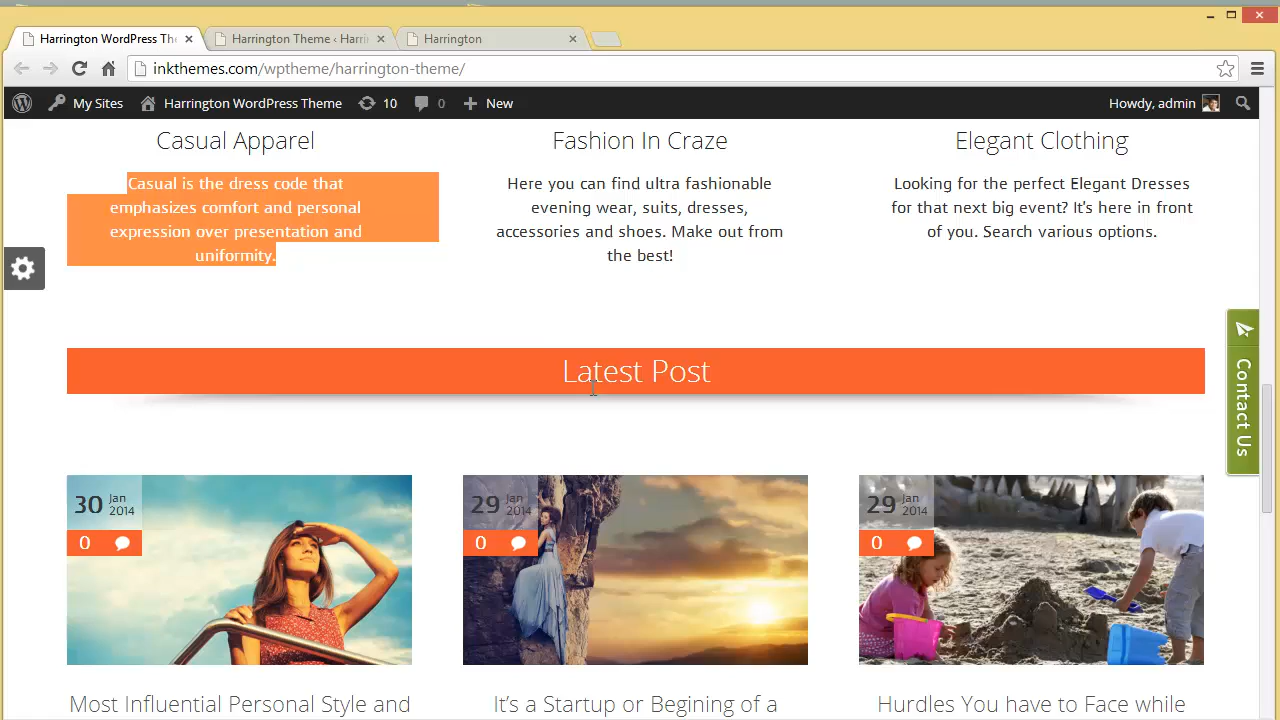 Harrington WordPress The
Harrington Theme ‹ Harri
Harrington
inkthemes.com/wptheme/harrington-theme/
My Sites Harrington WordPress Theme 10 0 New Howdy, admin
Casual Apparel
Casual is the dress code that
emphasizes comfort and personal
expression over presentation and
uniformity.
Fashion In Craze
Here you can find ultra fashionable
evening wear, suits, dresses,
accessories and shoes. Make out from
the best!
Elegant Clothing
Looking for the perfect Elegant Dresses
for that next big event? It's here in front
of you. Search various options.
Contact Us
Latest Post
30 Jan
2014
0
Most Influential Personal Style and
29 Jan
2014
0
It's a Startup or Begining of a
29 Jan
2014
0
Hurdles You have to Face while